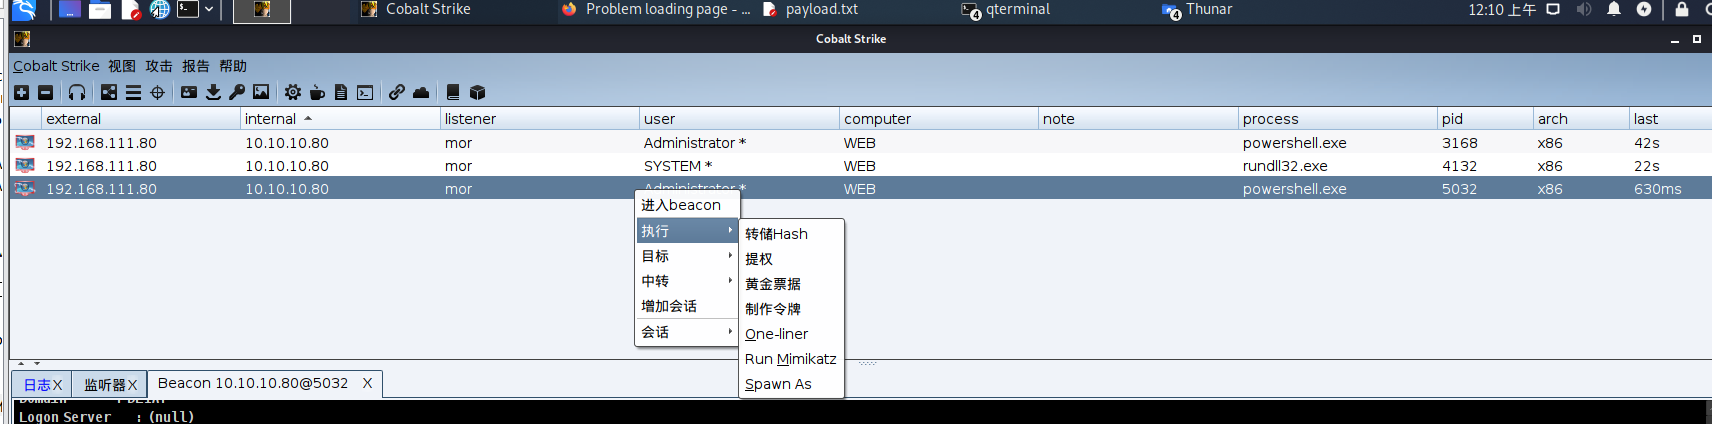 Cobalt Strike Problem loading page - ... payload.txt qterminal Thunar 12:10 上午
4 4
Cobalt Strike
Cobalt Strike 视图 攻击 报告 帮助
external internal listener user computer note process pid arch last
192.168.111.80 10.10.10.80 mor Administrator * WEB powershell.exe 3168 x86 42s
192.168.111.80 10.10.10.80 mor SYSTEM * WEB rundll32.exe 4132 x86 22s
192.168.111.80 10.10.10.80 mor Administrator * WEB powershell.exe 5032 x86 630ms
进入beacon
执行
目标
中转
增加会话
会话
转储Hash
提权
黄金票据
制作令牌
One-liner
Run Mimikatz
Spawn As
日志X 监听器X Beacon 10.10.10.80@5032 X
Logon Server : (null)